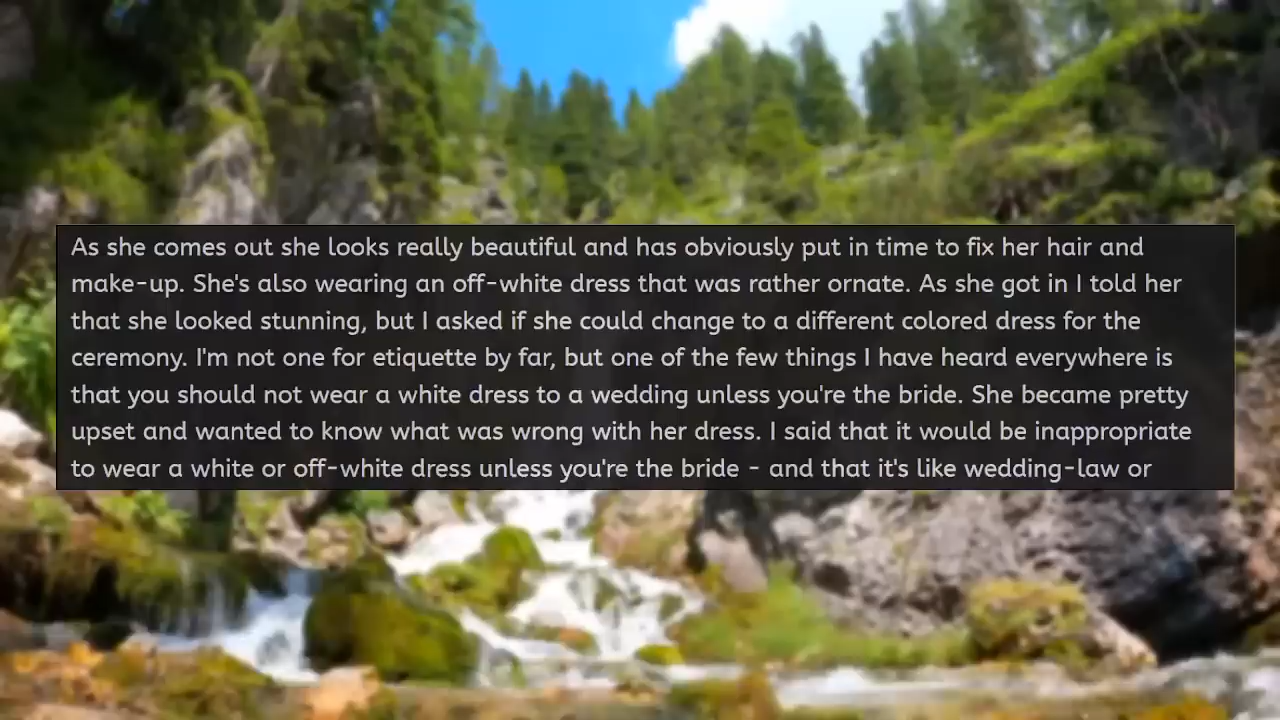 As she comes out she looks really beautiful and has obviously put in time to fix her hair and
make-up. She's also wearing an off-white dress that was rather ornate. As she got in I told her
that she looked stunning, but I asked if she could change to a different colored dress for the
ceremony. I'm not one for etiquette by far, but one of the few things I have heard everywhere is
that you should not wear a white dress to a wedding unless you're the bride. She became pretty
upset and wanted to know what was wrong with her dress. I said that it would be inappropriate
to wear a white or off-white dress unless you're the bride - and that it's like wedding-law or